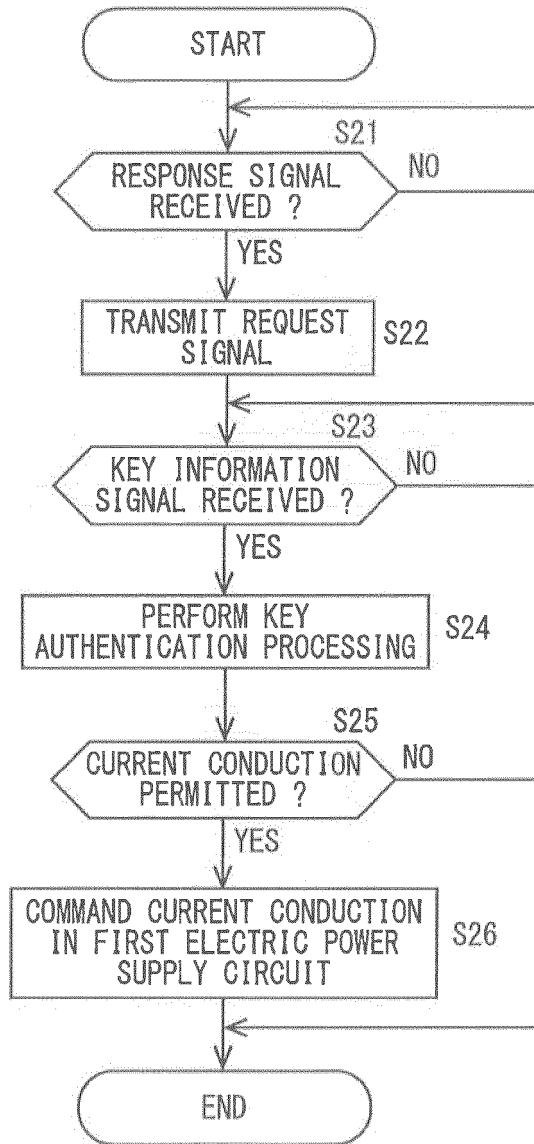 START
S21
RESPONSE SIGNAL
RECEIVED ?
NO
YES
TRANSMIT REQUEST
SIGNAL
S22
S23
KEY INFORMATION
SIGNAL RECEIVED ?
NO
YES
PERFORM KEY
AUTHENTICATION PROCESSING
S24
S25
CURRENT CONDUCTION
PERMITTED ?
NO
YES
COMMAND CURRENT CONDUCTION
IN FIRST ELECTRIC POWER
SUPPLY CIRCUIT
S26
END